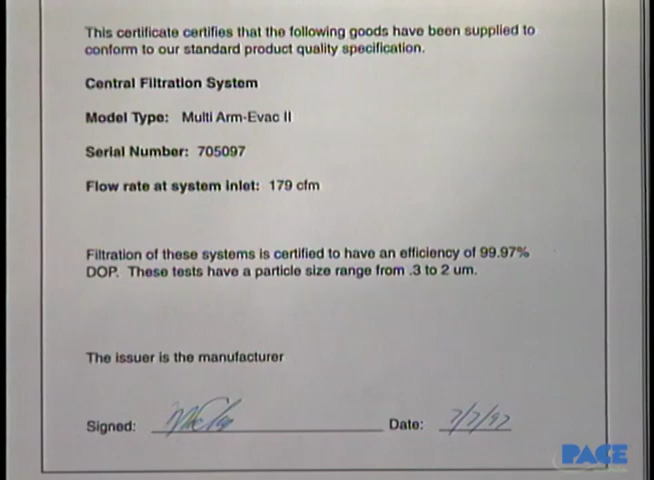 This certificate certifies that the following goods have been supplied to
conform to our standard product quality specification.
Central Filtration System
Model Type: Multi Arm-Evac II
Serial Number: 705097
Flow rate at system inlet: 179 cfm
Filtration of these systems is certified to have an efficiency of 99.97%
DOP. These tests have a particle size range from .3 to 2 um.
The issuer is the manufacturer
Signed: Date: 7/7/97
PACE